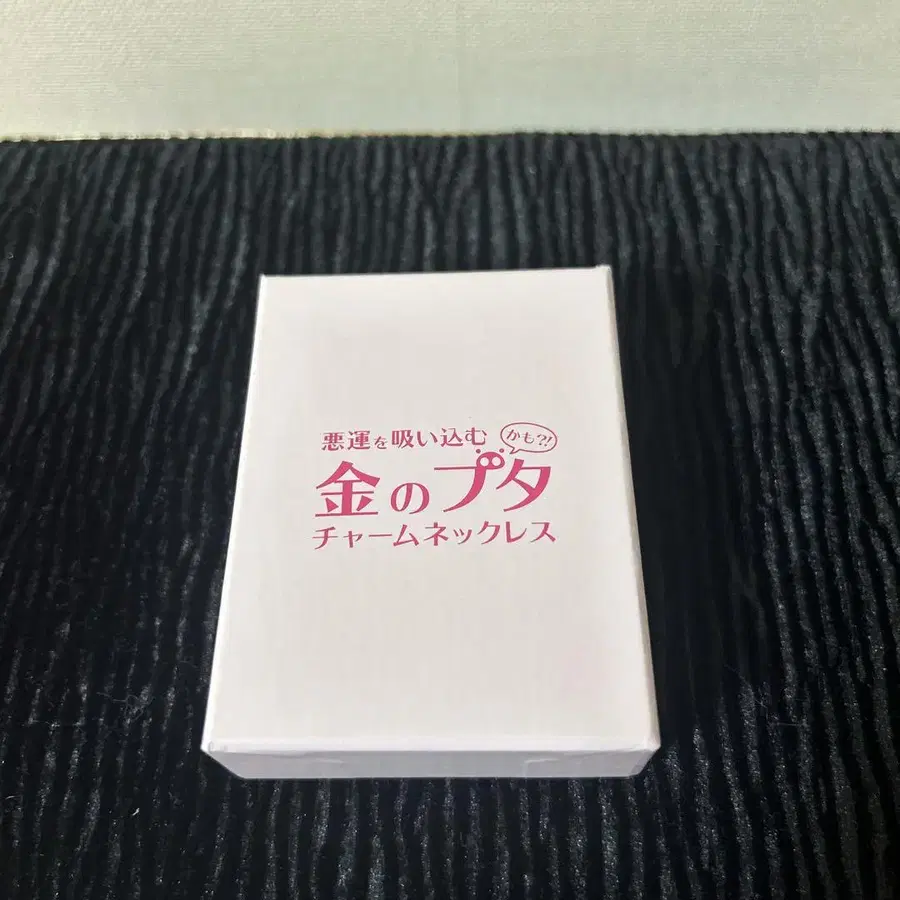 悪運を吸い込む
かも?!
金のブタ
チャームネックレス